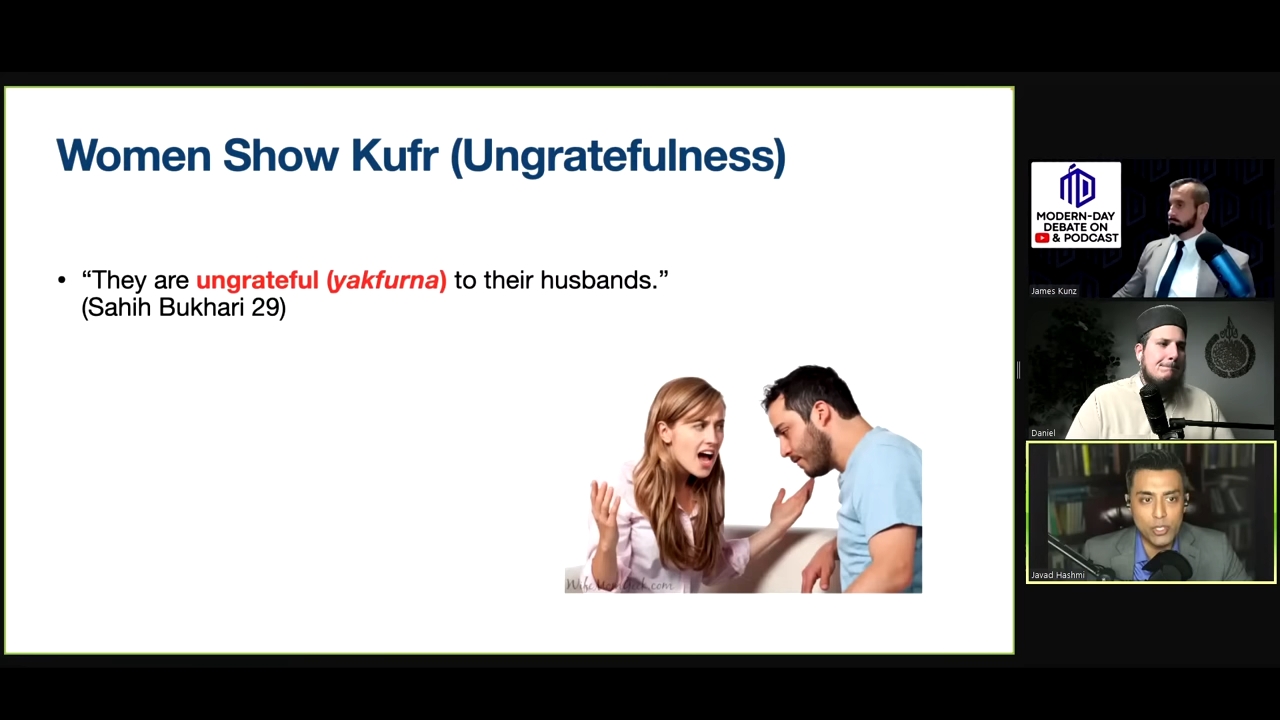 Women Show Kufr (Ungratefulness)
• “They are ungrateful (yakfurna) to their husbands.”
(Sahih Bukhari 29)
MODERN-DAY
DEBATE ON
& PODCAST
James Kunz
Daniel
Javad Hashmi